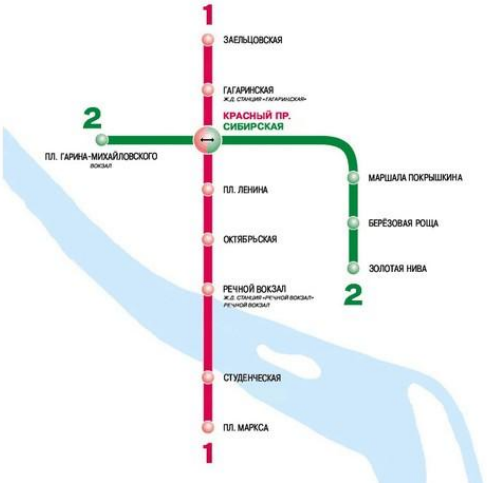 1
ЗАЕЛЬЦОВСКАЯ
ГАГАРИНСКАЯ
Ж.Д. СТАНЦИЯ «ГАГАРИНСКАЯ»
КРАСНЫЙ ПР.
СИБИРСКАЯ
2
ПЛ. ГАРИНА-МИХАЙЛОВСКОГО
ВОКЗАЛ
МАРШАЛА ПОКРЫШКИНА
ПЛ. ЛЕНИНА
БЕРЁЗОВАЯ РОЩА
ОКТЯБРЬСКАЯ
ЗОЛОТАЯ НИВА
2
РЕЧНОЙ ВОКЗАЛ
Ж.Д. СТАНЦИЯ «РЕЧНОЙ ВОКЗАЛ»
РЕЧНОЙ ВОКЗАЛ
СТУДЕНЧЕСКАЯ
ПЛ. МАРКСА
1